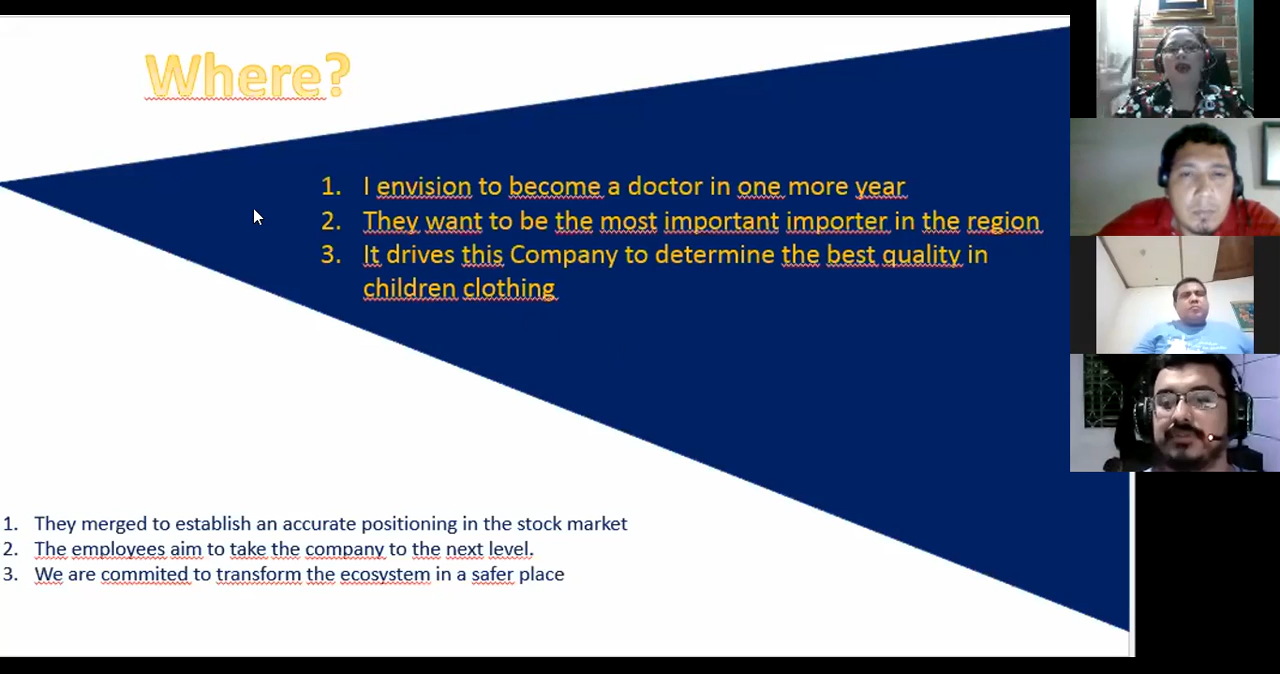 Where?
1. I envision to become a doctor in one more year
2. They want to be the most important importer in the region
3. It drives this Company to determine the best quality in
children clothing
1. They merged to establish an accurate positioning in the stock market
2. The employees aim to take the company to the next level.
3. We are commited to transform the ecosystem in a safer place